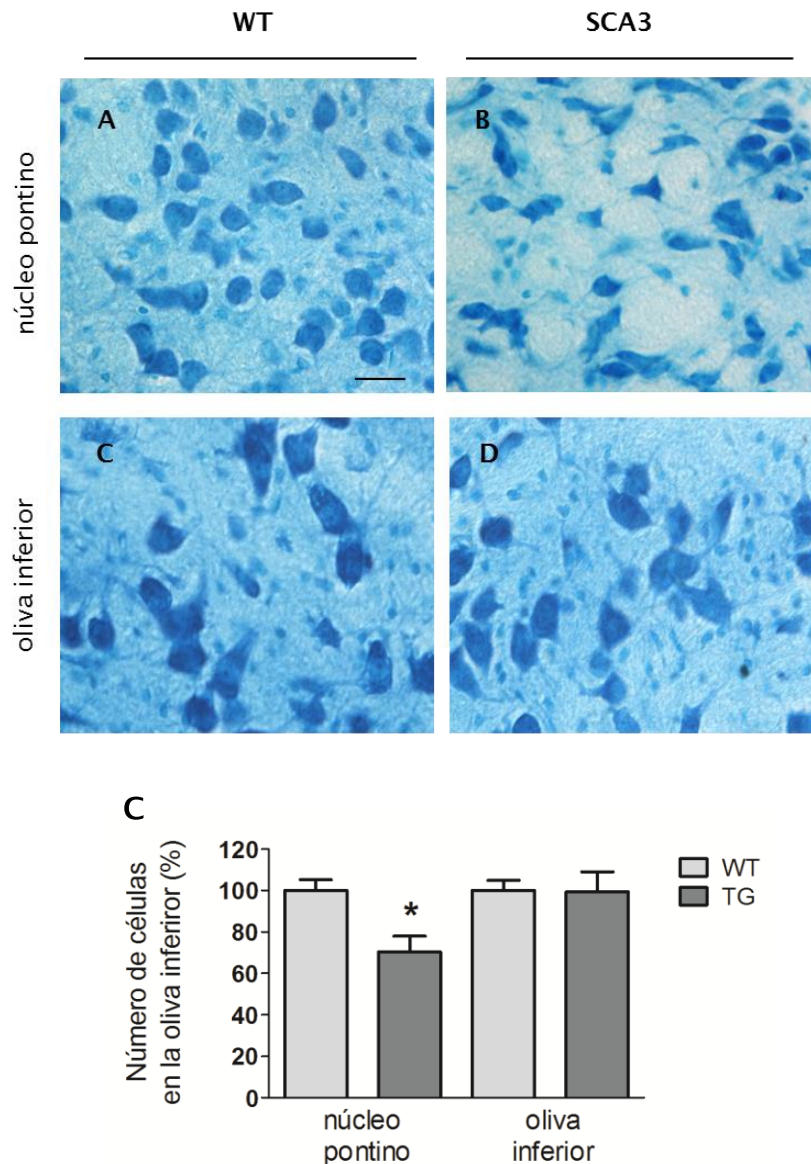 WT
SCA3
núcleo pontino
A
B
oliva inferior
C
D
C
Número de células
en la oliva inferiror (%)
120
100
80
60
40
20
0
*
WT
TG
núcleo
pontino
oliva
inferior